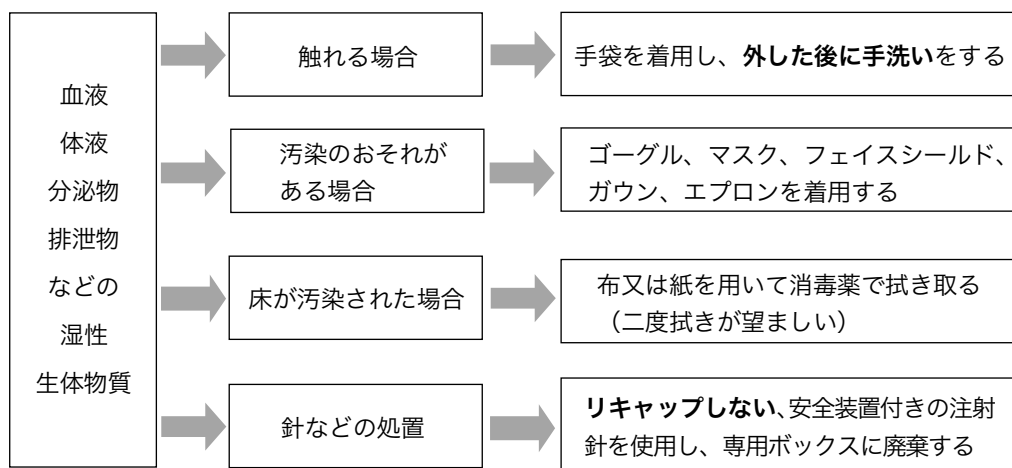 血液
体液
分泌物
排泄物
などの
湿性
生体物質
触れる場合
手袋を着用し、外した後に手洗いをする
汚染のおそれが
ある場合
ゴーグル、マスク、フェイスシールド、
ガウン、エプロンを着用する
床が汚染された場合
布又は紙を用いて消毒薬で拭き取る
（二度拭きが望ましい）
針などの処置
リキャップしない、安全装置付きの注射
針を使用し、専用ボックスに廃棄する